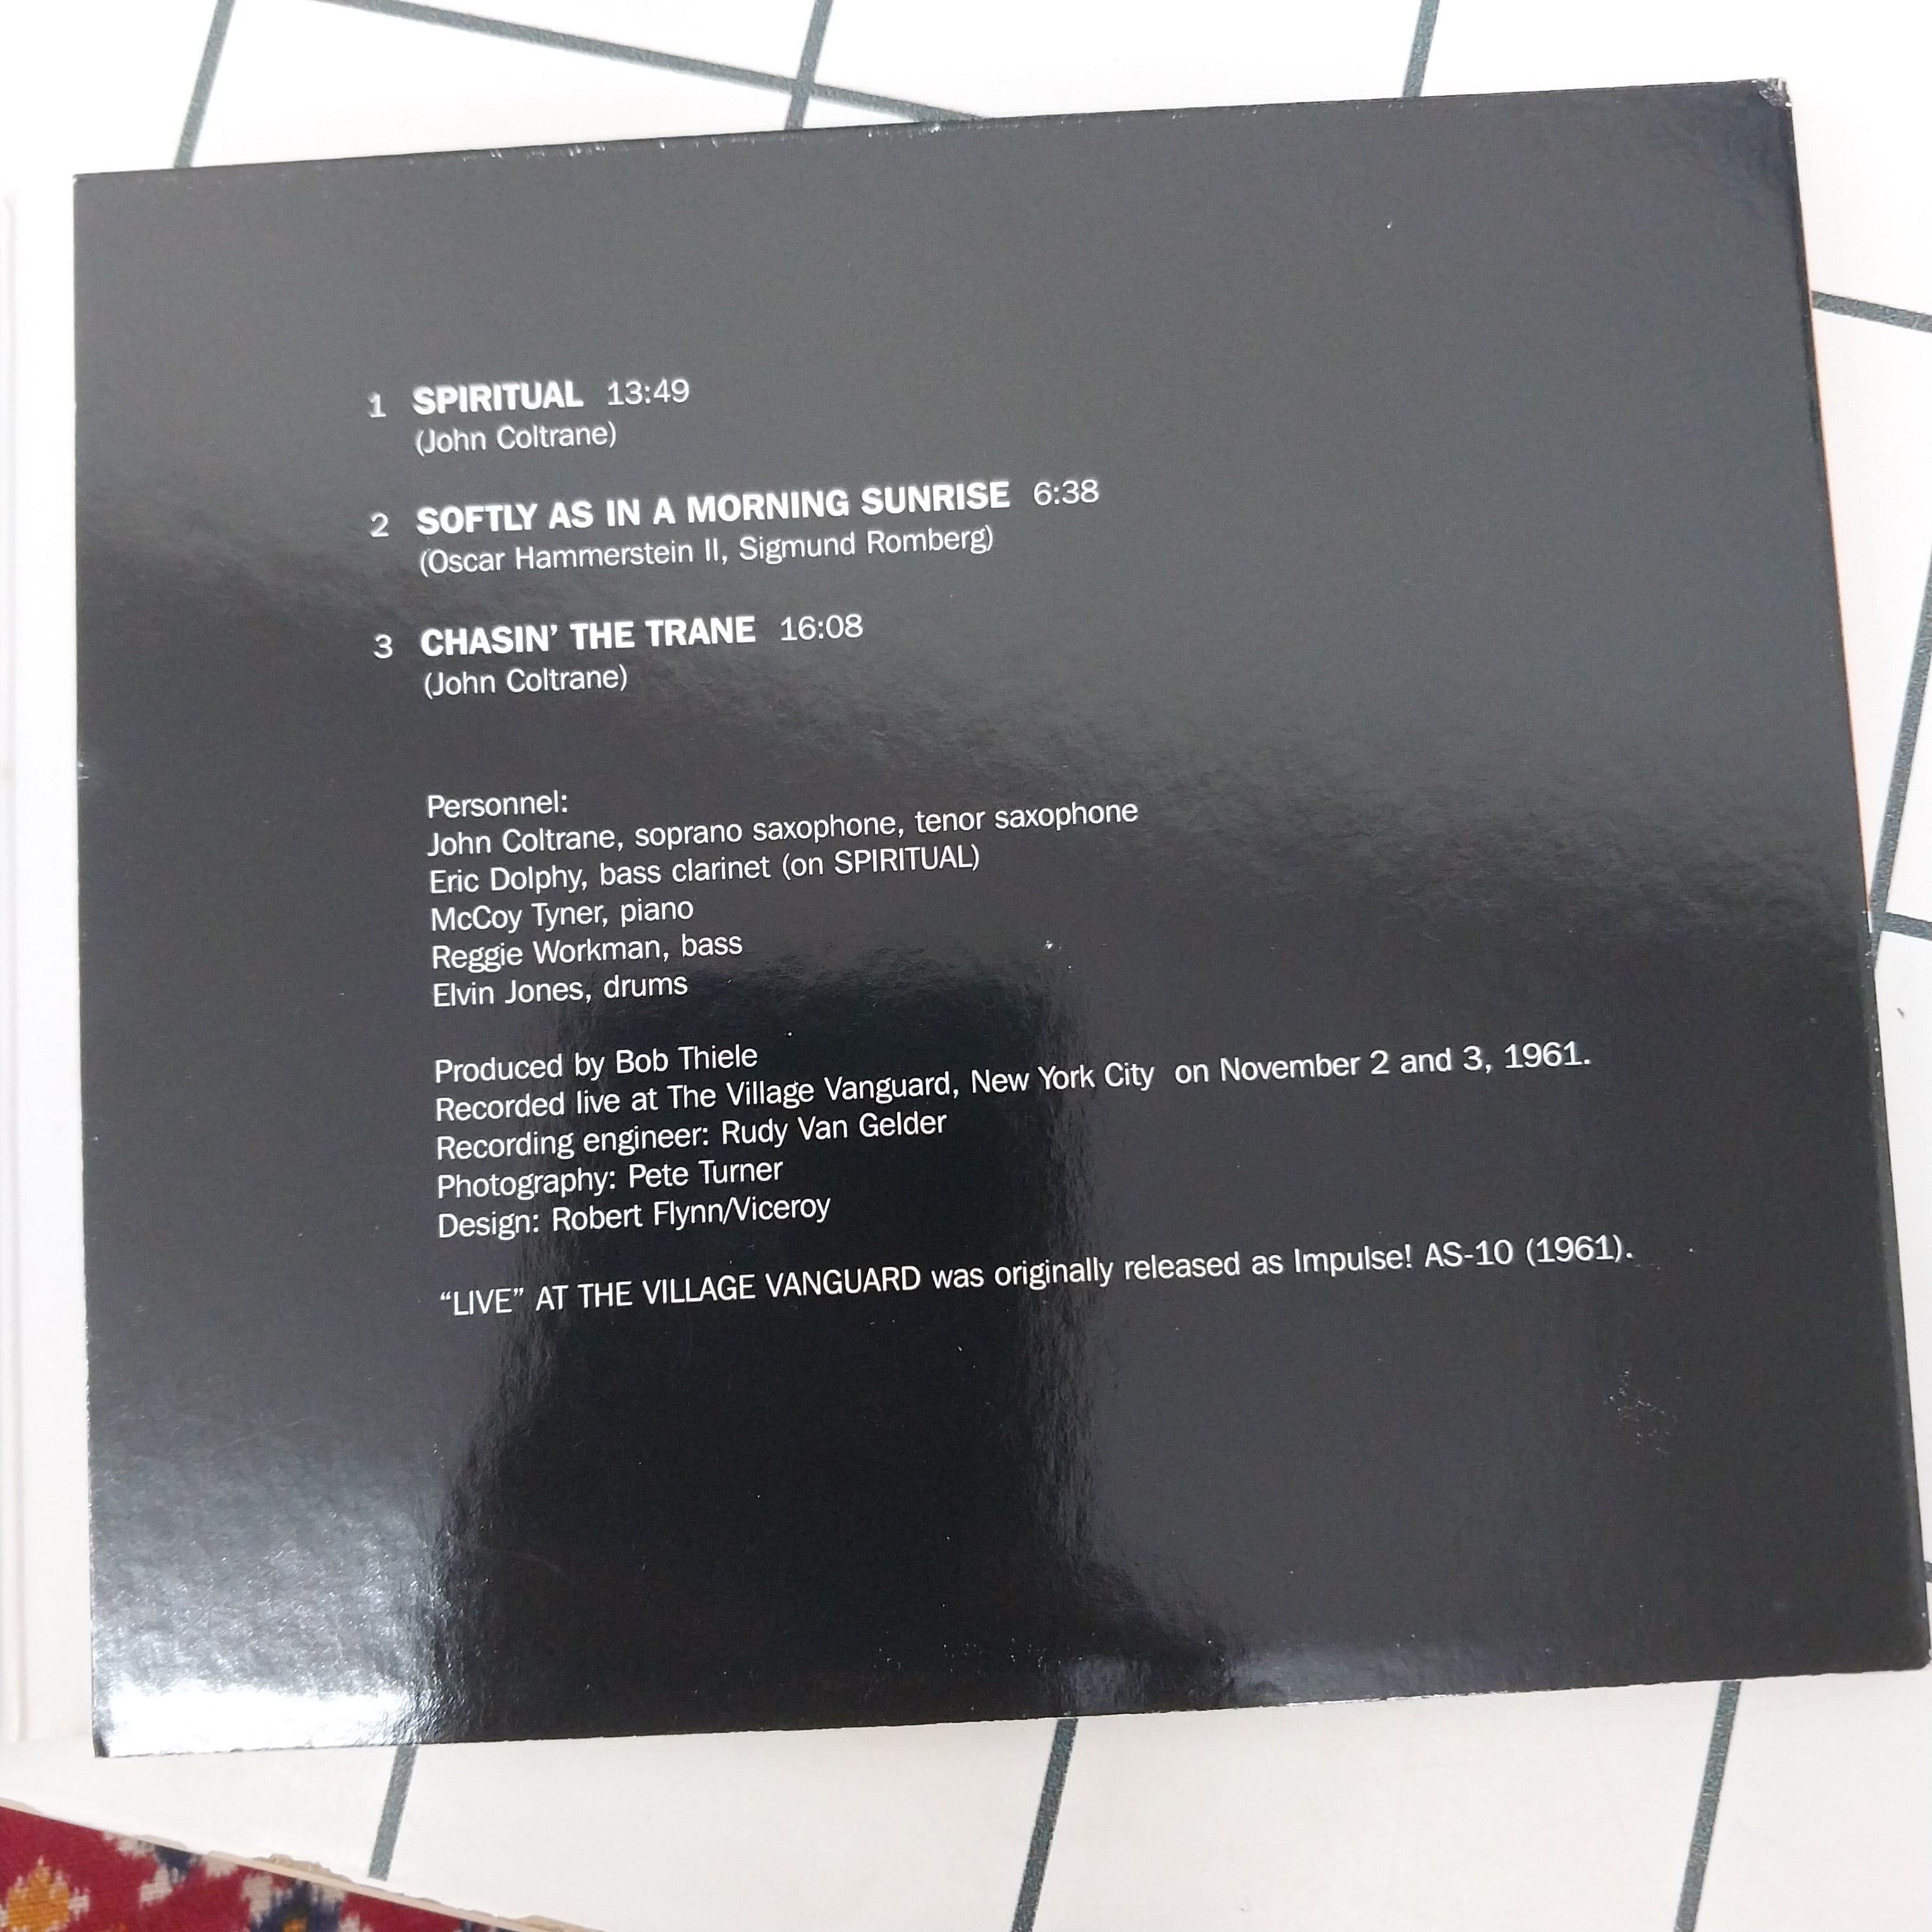 1 SPIRITUAL 13:49
(John Coltrane)
2 SOFTLY AS IN A MORNING SUNRISE 6:38
(Oscar Hammerstein II, Sigmund Romberg)
3 CHASIN’ THE TRANE 16:08
(John Coltrane)
Personnel:
John Coltrane, soprano saxophone, tenor saxophone
Eric Dolphy, bass clarinet (on SPIRITUAL)
McCoy Tyner, piano
Reggie Workman, bass
Elvin Jones, drums
Produced by Bob Thiele
Recorded live at The Village Vanguard, New York City on November 2 and 3, 1961.
Recording engineer: Rudy Van Gelder
Photography: Pete Turner
Design: Robert Flynn/Viceroy
“LIVE” AT THE VILLAGE VANGUARD was originally released as Impulse! AS-10 (1961).